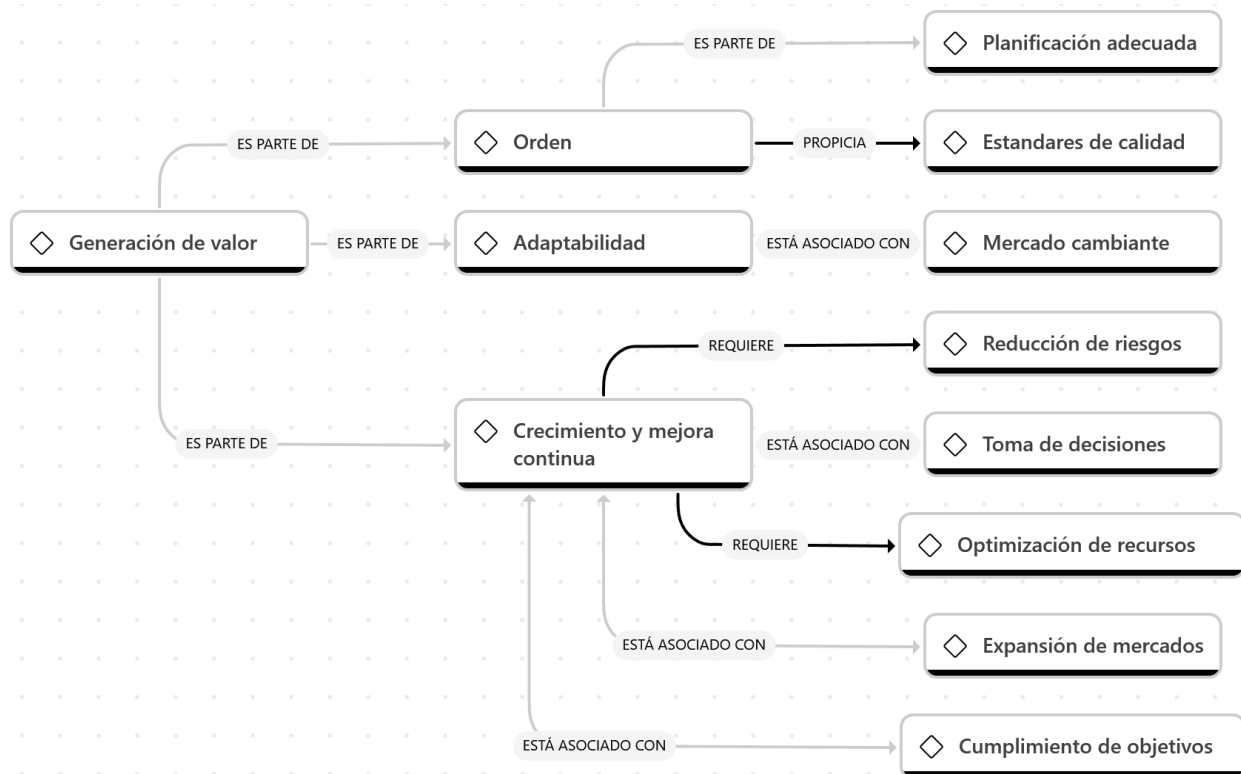 ES PARTE DE
Planificación adecuada
ES PARTE DE
Orden
PROPICIA
Estandares de calidad
Generación de valor
ES PARTE DE
Adaptabilidad
ESTÁ ASOCIADO CON
Mercado cambiante
REQUIERE
Reducción de riesgos
ES PARTE DE
Crecimiento y mejora
continua
ESTÁ ASOCIADO CON
Toma de decisiones
REQUIERE
Optimización de recursos
ESTÁ ASOCIADO CON
Expansión de mercados
ESTÁ ASOCIADO CON
Cumplimiento de objetivos